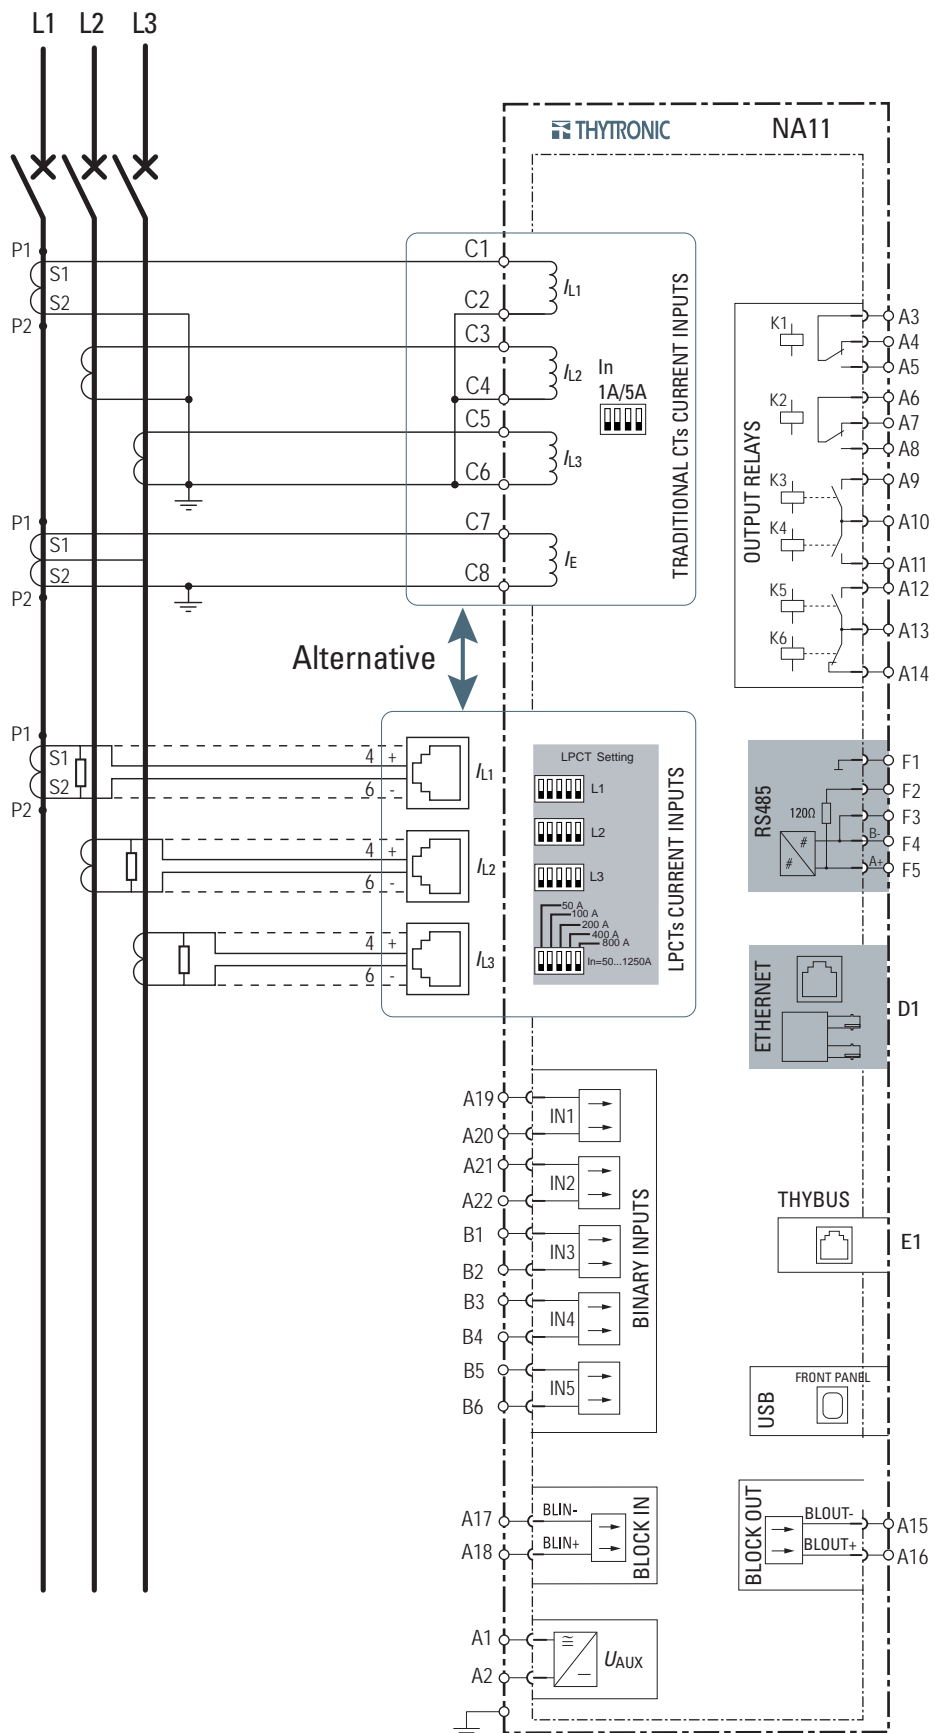 L1 L2 L3
THYTRONIC NA11
P1
S1
S2
P2
C1
C2
C3
C4
C5
C6
IL1
IL2
IL3
In
1A/5A
TRADITIONAL CTs CURRENT INPUTS
P1
S1
S2
P2
C7
C8
IE
Alternative
P1
S1
S2
P2
4 +
6 -
IL1
4 +
6 -
IL2
4 +
6 -
IL3
LPCT Setting
L1
L2
L3
50 A
100 A
200 A
400 A
800 A
In=50...1250A
LPCTs CURRENT INPUTS
A19
A20
IN1
A21
A22
IN2
B1
B2
IN3
B3
B4
IN4
B5
B6
IN5
BINARY INPUTS
A17 BLIN-
A18 BLIN+
BLOCK IN
A1
A2
UAUX
≅
OUTPUT RELAYS
K1
A3
A4
A5
K2
A6
A7
A8
K3
A9
A10
K4
A11
K5
A12
A13
K6
A14
RS485
120Ω
#
#
B-
A+
F1
F2
F3
F4
F5
ETHERNET
D1
THYBUS
E1
FRONT PANEL
USB
BLOCK OUT
BLOUT- A15
BLOUT+ A16